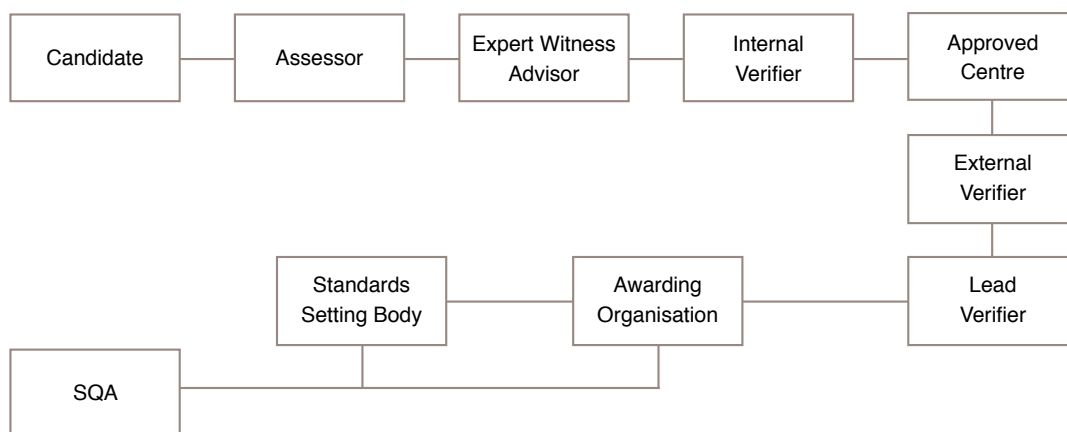 Candidate
Assessor
Expert Witness
Advisor
Internal
Verifier
Approved
Centre
External
Verifier
Lead
Verifier
Awarding
Organisation
Standards
Setting Body
SQA